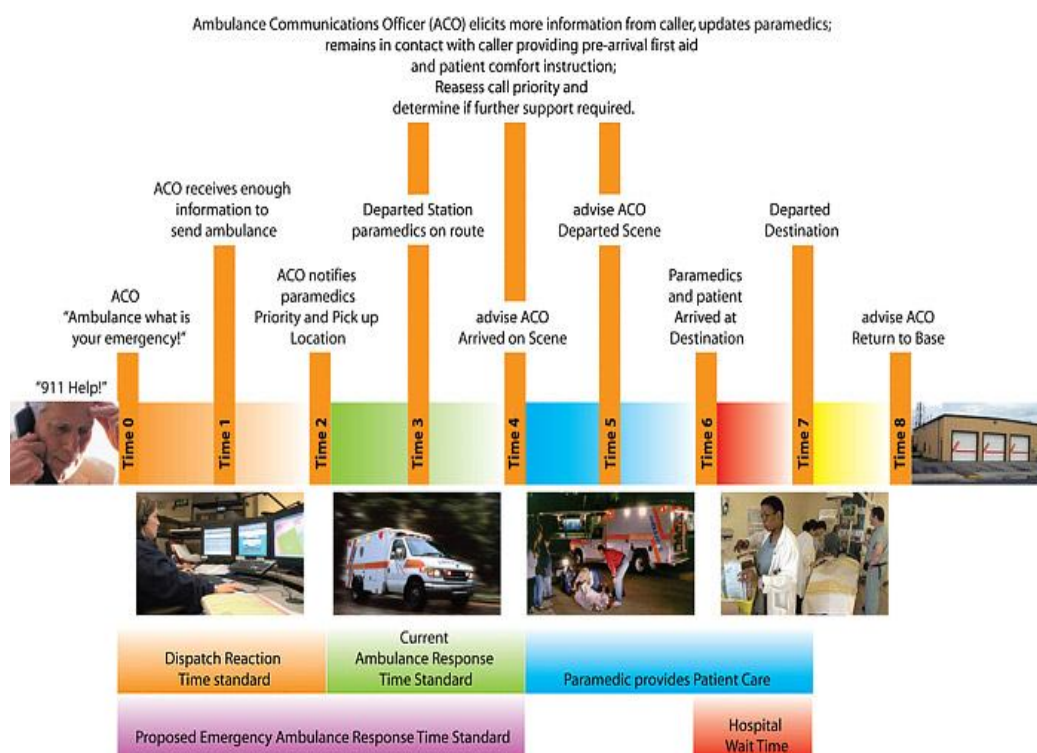 Ambulance Communications Officer (ACO) elicits more information from caller, updates paramedics;
remains in contact with caller providing pre-arrival first aid
and patient comfort instruction;
Reasess call priority and
determine if further support required.
ACO receives enough
information to
send ambulance
Departed Station
paramedics on route
advise ACO
Departed Scene
Departed
Destination
ACO
"Ambulance what is
your emergency!"
ACO notifies
paramedics
Priority and Pick up
Location
advise ACO
Arrived on Scene
Paramedics
and patient
Arrived at
Destination
advise ACO
Return to Base
"911 Help!"
Time 0
Time 1
Time 2
Time 3
Time 4
Time 5
Time 6
Time 7
Time 8
Dispatch Reaction
Time standard
Current
Ambulance Response
Time Standard
Paramedic provides Patient Care
Proposed Emergency Ambulance Response Time Standard
Hospital
Wait Time